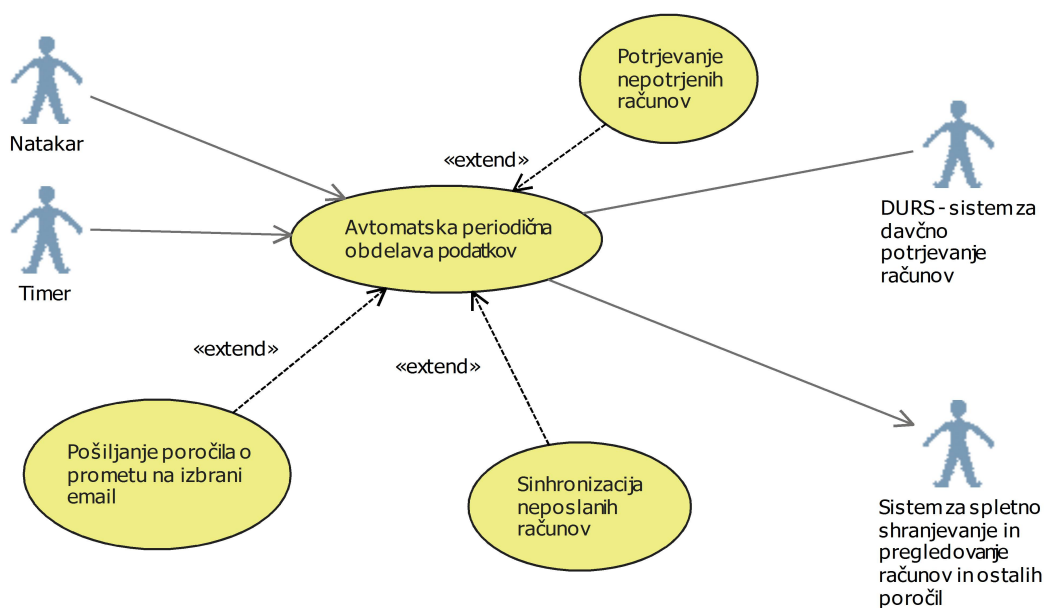 Potrjevanje
nepotrjenih
računov
Natakar
«extend»
DURS - sistem za
davčno
potrjevanje
računov
Avtomatska periodična
obdelava podatkov
Timer
«extend»
«extend»
Pošiljanje poročila o
prometu na izbrani
email
Sinhronizacija
neposlanih
računov
Sistem za spletno
shranjevanje in
pregledovanje
računov in ostalih
poročil